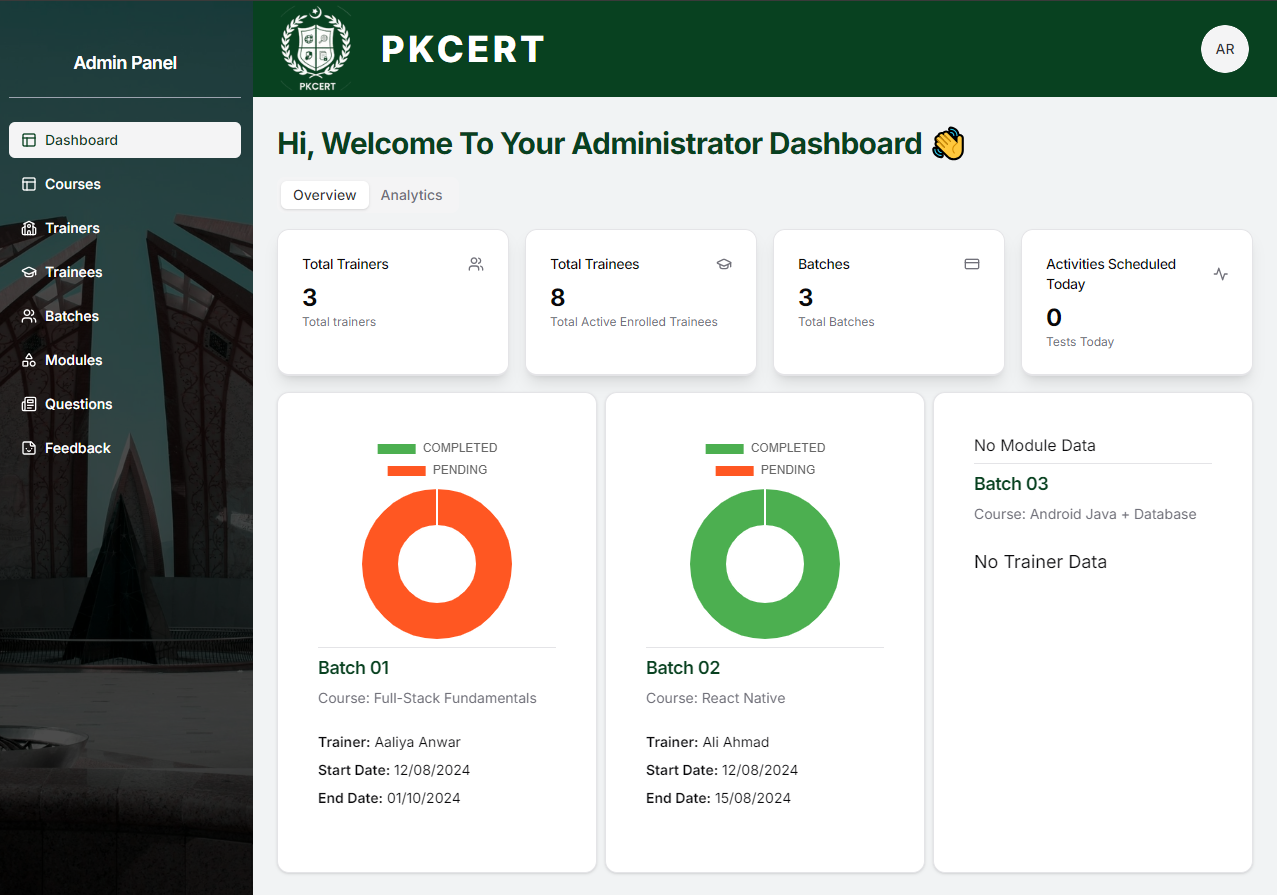 Admin Panel
Dashboard
Courses
Trainers
Trainees
Batches
Modules
Questions
Feedback
PKCERT
PKCERT
AR
Hi, Welcome To Your Administrator Dashboard 👋
Overview
Analytics
Total Trainers
3
Total trainers
Total Trainees
8
Total Active Enrolled Trainees
Batches
3
Total Batches
Activities Scheduled
Today
0
Tests Today
COMPLETED
PENDING
Batch 01
Course: Full-Stack Fundamentals
Trainer: Aaliya Anwar
Start Date: 12/08/2024
End Date: 01/10/2024
COMPLETED
PENDING
Batch 02
Course: React Native
Trainer: Ali Ahmad
Start Date: 12/08/2024
End Date: 15/08/2024
No Module Data
Batch 03
Course: Android Java + Database
No Trainer Data